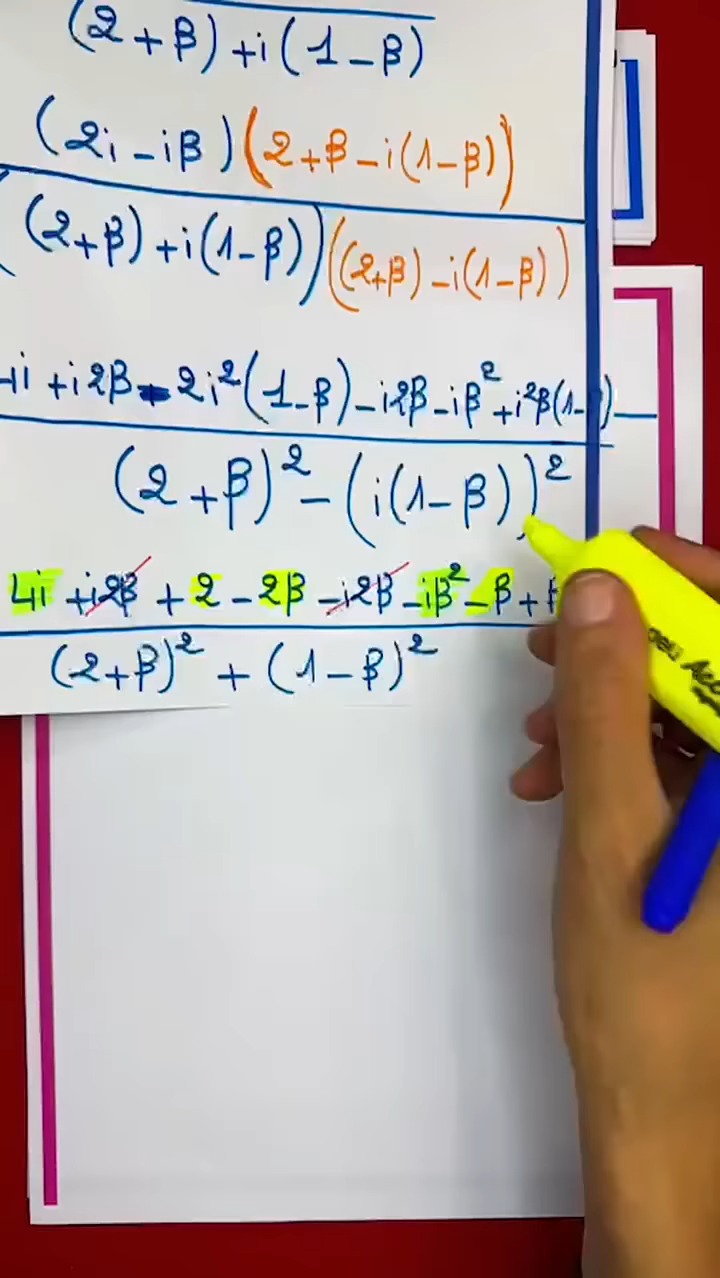 (2+β)+i(1-β)
(2i-iβ)(2+β-i(1-β))
((2+β)+i(1-β))((2+β)-i(1-β))
4i+i2β-2i²(1-β)-i2β-iβ²+i²β(1-
(2+β)²-(i(1-β))²
4i+i2β+2-2β-i2β-iβ²-β+
(2+β)²+(1-β)²